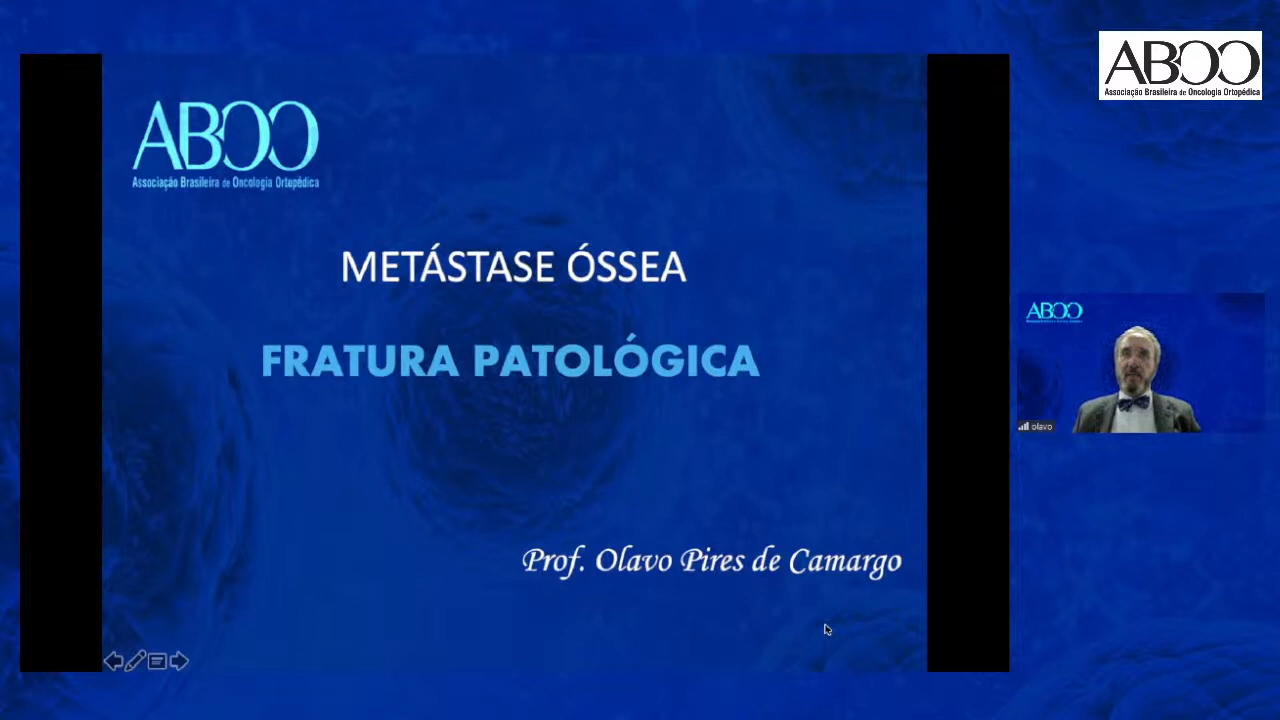 ABOO
Associação Brasileira de Oncologia Ortopédica
ABOO
Associação Brasileira de Oncologia Ortopédica
METÁSTASE ÓSSEA
FRATURA PATOLÓGICA
Prof. Olavo Pires de Camargo
ABOO
olavo